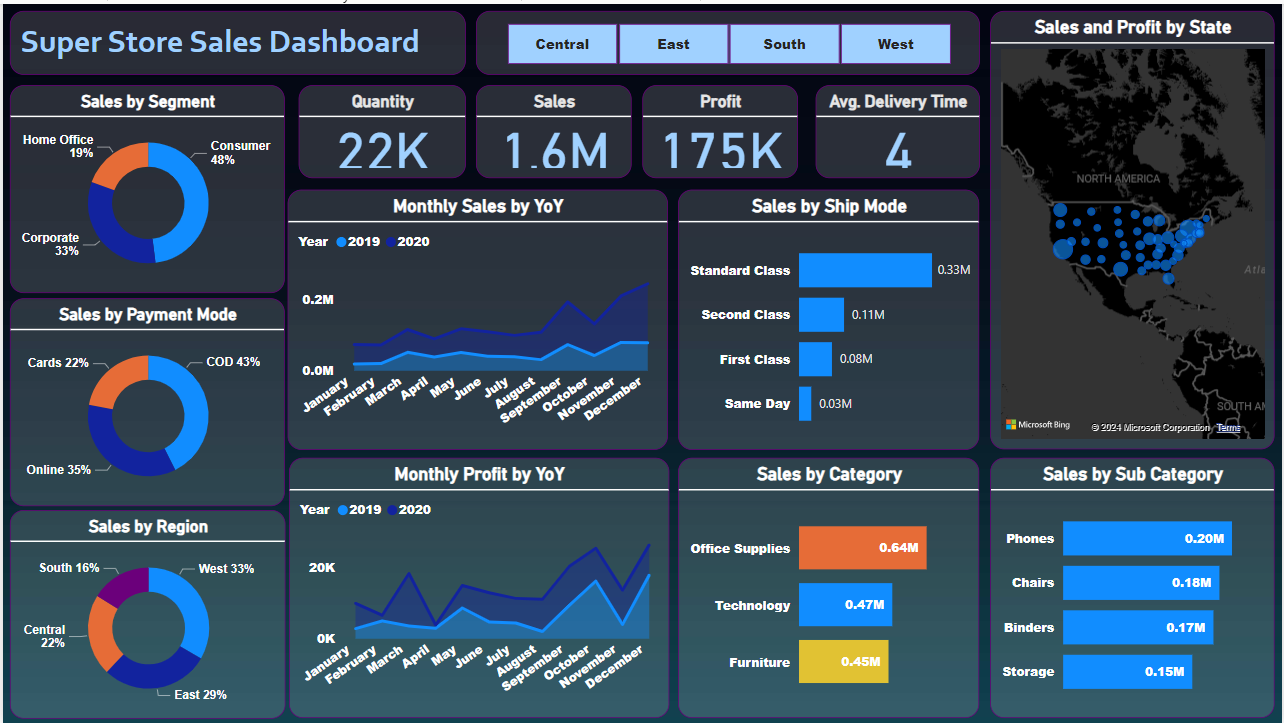 Super Store Sales Dashboard
Central
East
South
West
Sales and Profit by State
NORTH AMERICA
Microsoft Bing
© 2024 Microsoft Corporation
Terms
Sales by Segment
Home Office
19%
Consumer
48%
Corporate
33%
Quantity
22K
Sales
1.6M
Profit
175K
Avg. Delivery Time
4
Monthly Sales by YoY
Year 2019 2020
0.2M
0.0M
January
February
March
April
May
June
July
August
September
October
November
December
Sales by Ship Mode
Standard Class 0.33M
Second Class 0.11M
First Class 0.08M
Same Day 0.03M
Sales by Payment Mode
Cards 22%
COD 43%
Online 35%
Monthly Profit by YoY
Year 2019 2020
20K
0K
January
February
March
April
May
June
July
August
September
October
November
December
Sales by Category
Office Supplies 0.64M
Technology 0.47M
Furniture 0.45M
Sales by Sub Category
Phones 0.20M
Chairs 0.18M
Binders 0.17M
Storage 0.15M
Sales by Region
South 16%
West 33%
Central
22%
East 29%